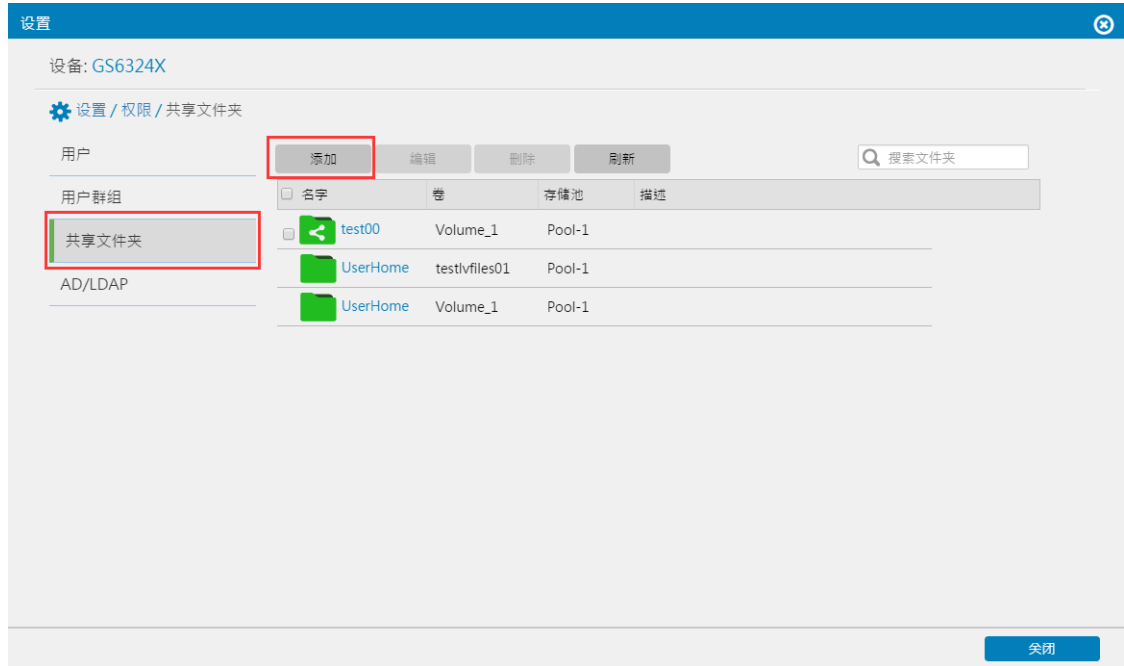 设置
设备: GS6324X
设置 / 权限 / 共享文件夹
用户
用户群组
共享文件夹
AD/LDAP
添加 编辑 删除 刷新 搜索文件夹
名字 卷 存储池 描述
test00 Volume_1 Pool-1
UserHome testlvfiles01 Pool-1
UserHome Volume_1 Pool-1
关闭